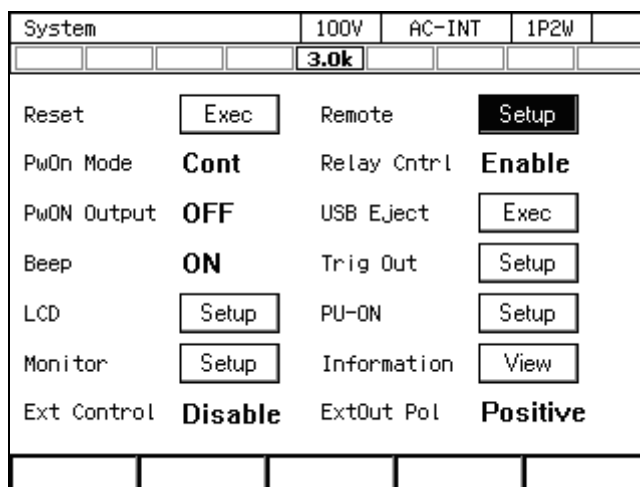 System 100V AC-INT 1P2W
3.0k
Reset Exec Remote Setup
PwOn Mode Cont Relay Cntrl Enable
PwON Output OFF USB Eject Exec
Beep ON Trig Out Setup
LCD Setup PU-ON Setup
Monitor Setup Information View
Ext Control Disable ExtOut Pol Positive